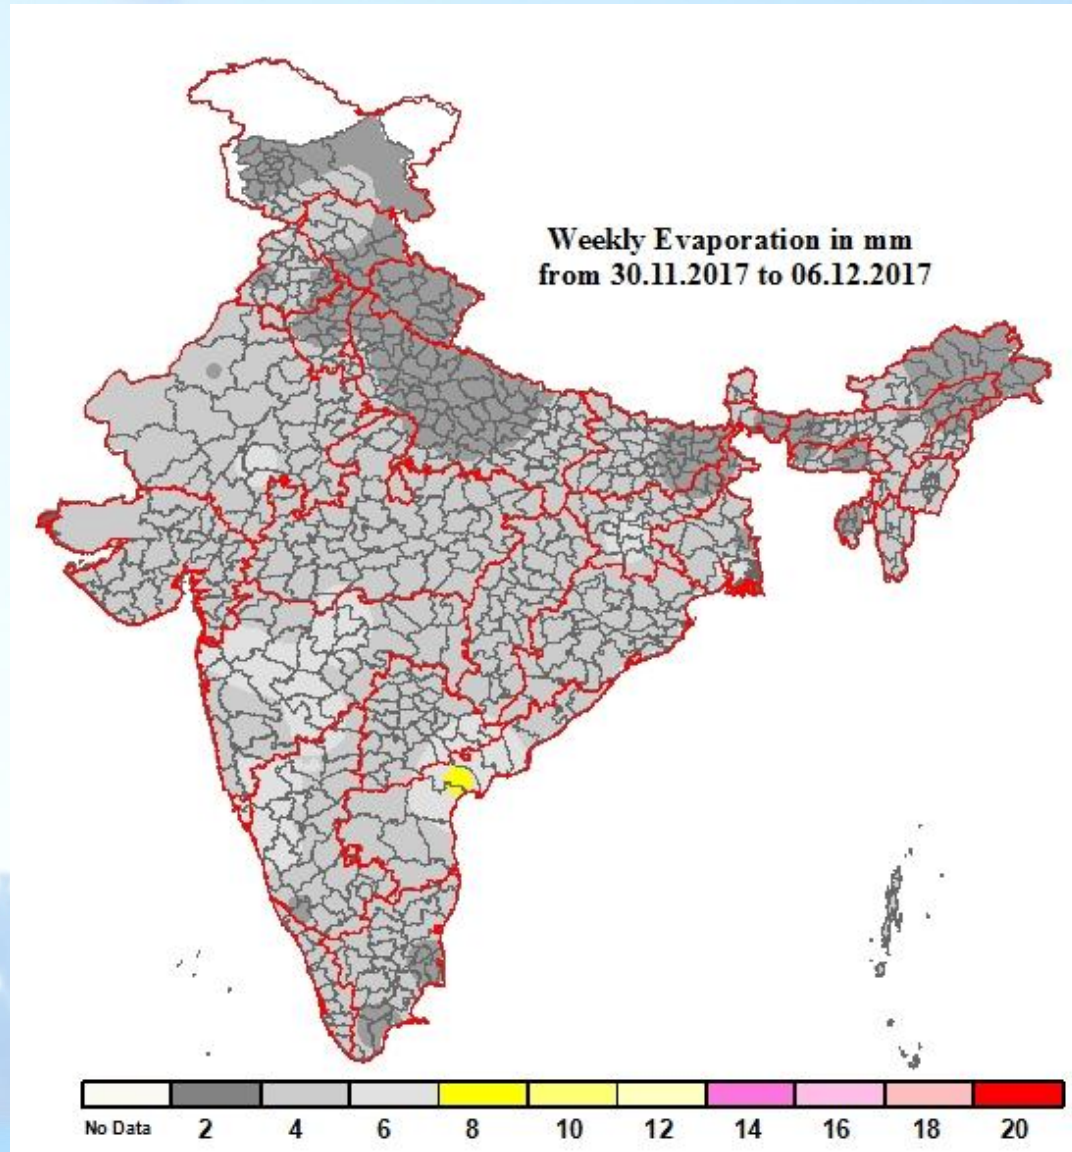 Weekly Evaporation in mm
from 30.11.2017 to 06.12.2017
No Data 2 4 6 8 10 12 14 16 18 20